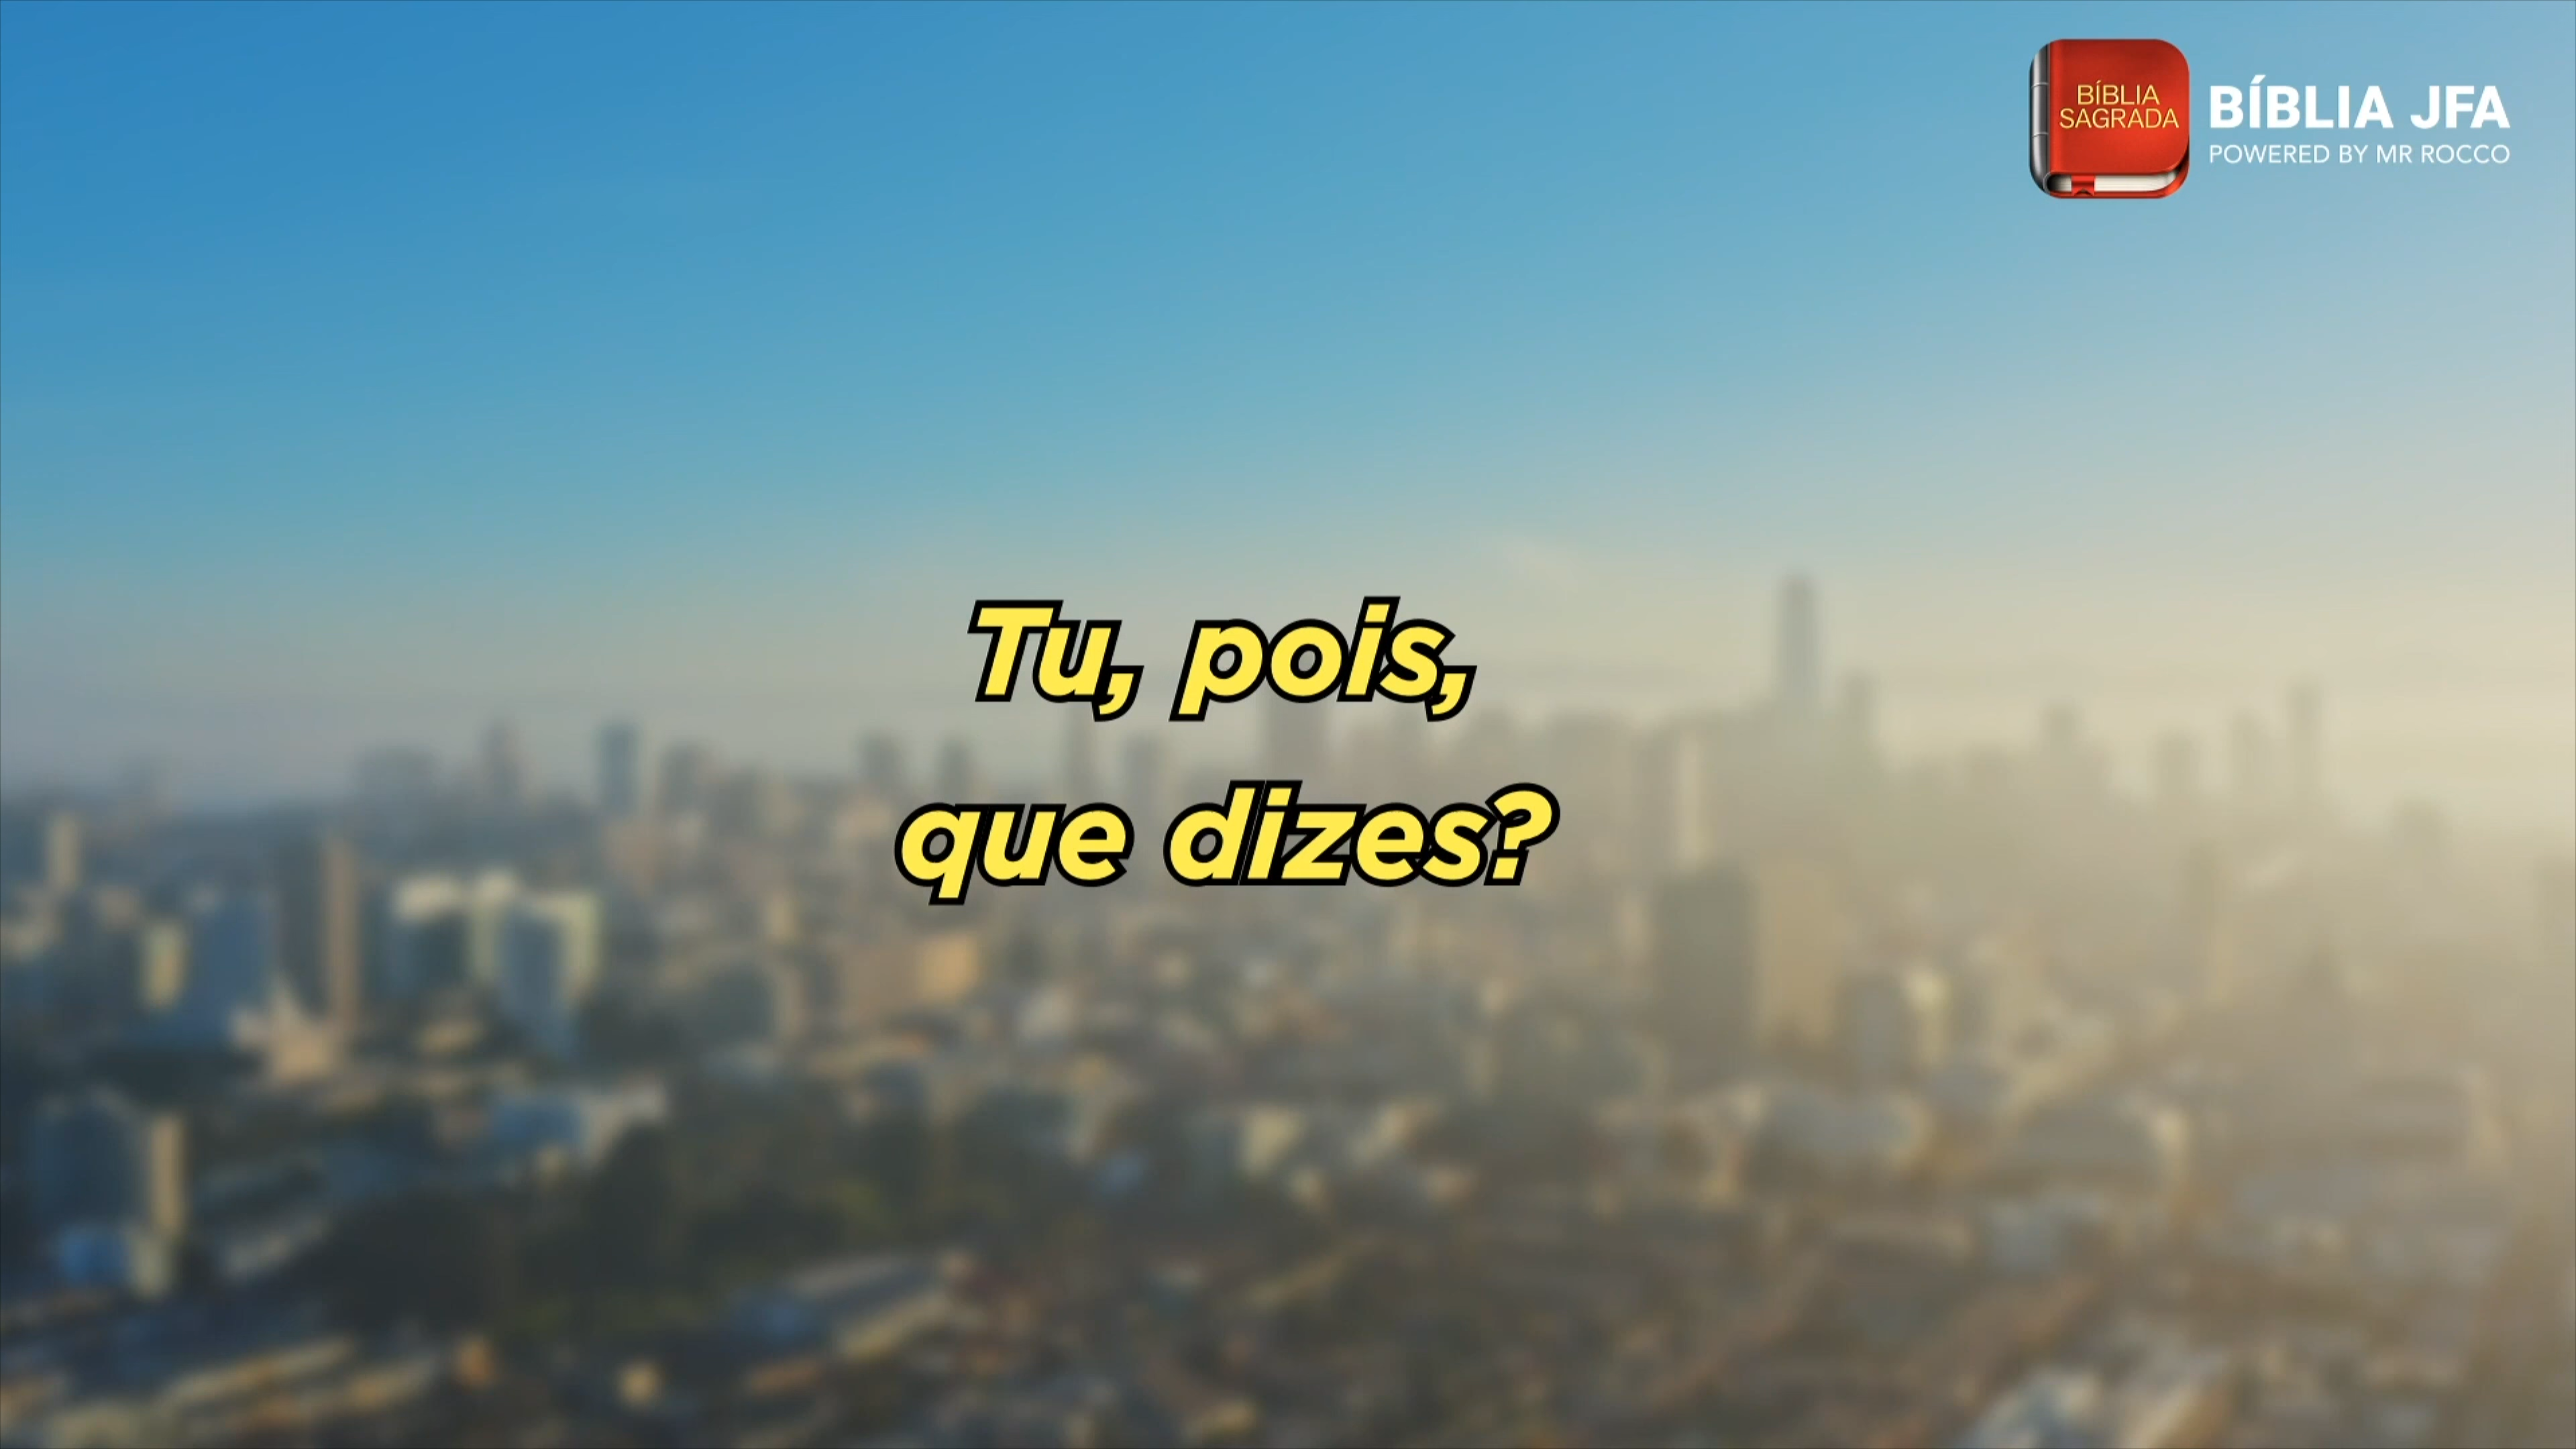 BÍBLIA
SAGRADA
BÍBLIA JFA
POWERED BY MR ROCCO
Tu, pois,
que dizes?